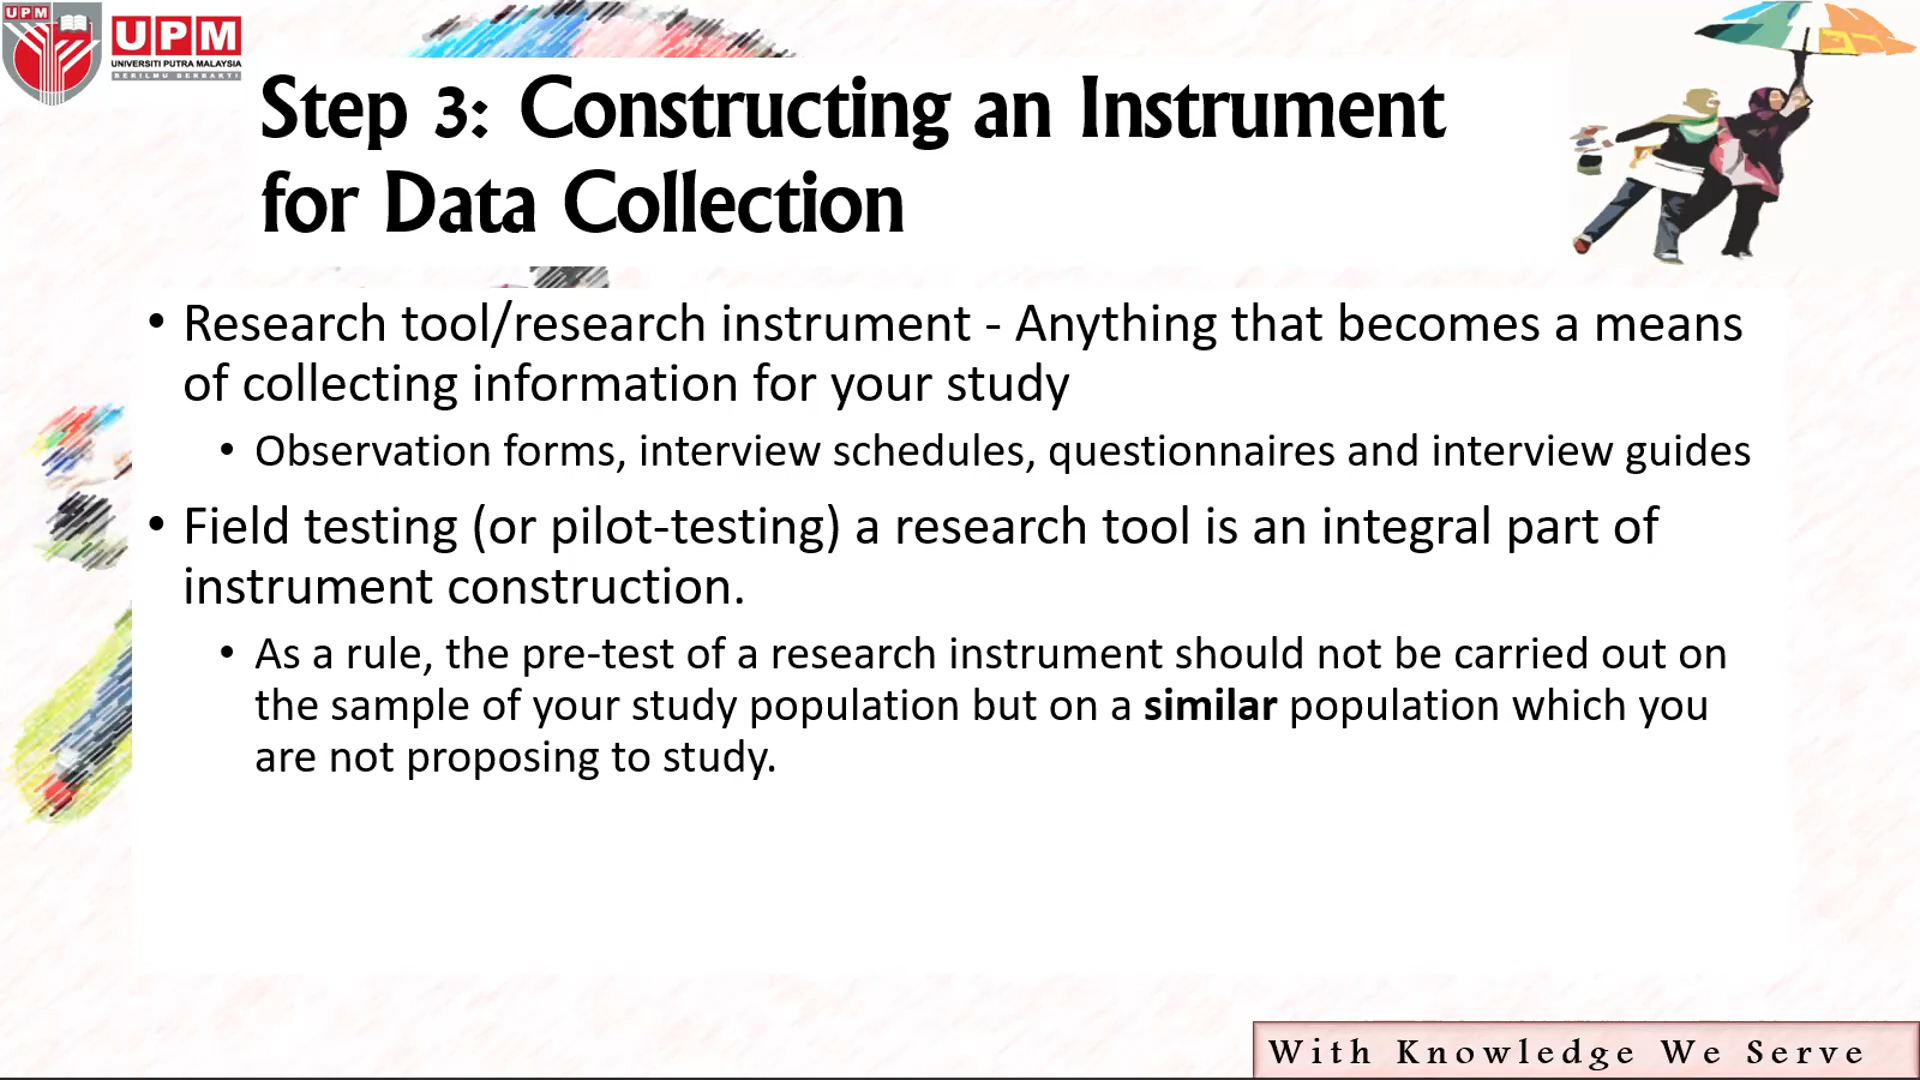 UPM
UPM
UNIVERSITI PUTRA MALAYSIA
BERILMU BERBAKTI
Step 3: Constructing an Instrument
for Data Collection
• Research tool/research instrument - Anything that becomes a means
of collecting information for your study
• Observation forms, interview schedules, questionnaires and interview guides
• Field testing (or pilot-testing) a research tool is an integral part of
instrument construction.
• As a rule, the pre-test of a research instrument should not be carried out on
the sample of your study population but on a similar population which you
are not proposing to study.
With Knowledge We Serve